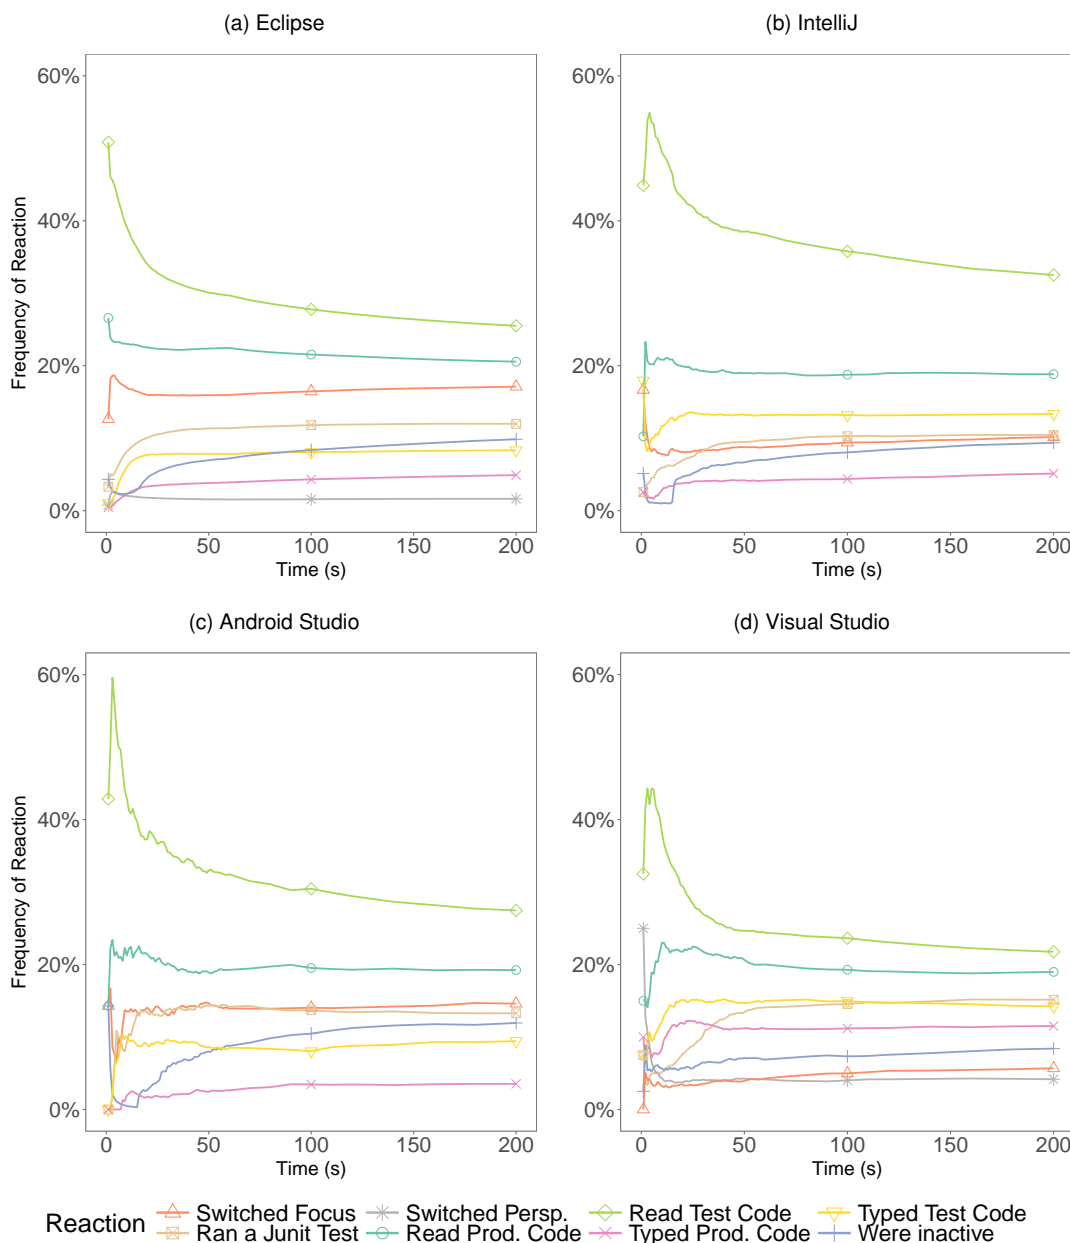 (a) Eclipse
(b) IntelliJ
60%
40%
20%
0%
Frequency of Reaction
0 50 100 150 200
Time (s)
60%
40%
20%
0%
0 50 100 150 200
Time (s)
(c) Android Studio
(d) Visual Studio
60%
40%
20%
0%
Frequency of Reaction
0 50 100 150 200
Time (s)
60%
40%
20%
0%
0 50 100 150 200
Time (s)
Reaction
Switched Focus Switched Persp. Read Test Code Typed Test Code
Ran a Junit Test Read Prod. Code Typed Prod. Code Were inactive